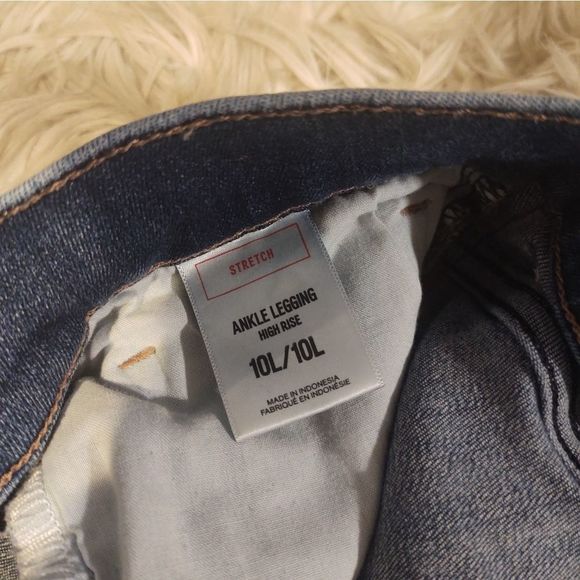 STRETCH
ANKLE LEGGING
HIGH RISE
10L/10L
MADE IN INDONESIA
FABRIQUÉ EN INDONÉSIE